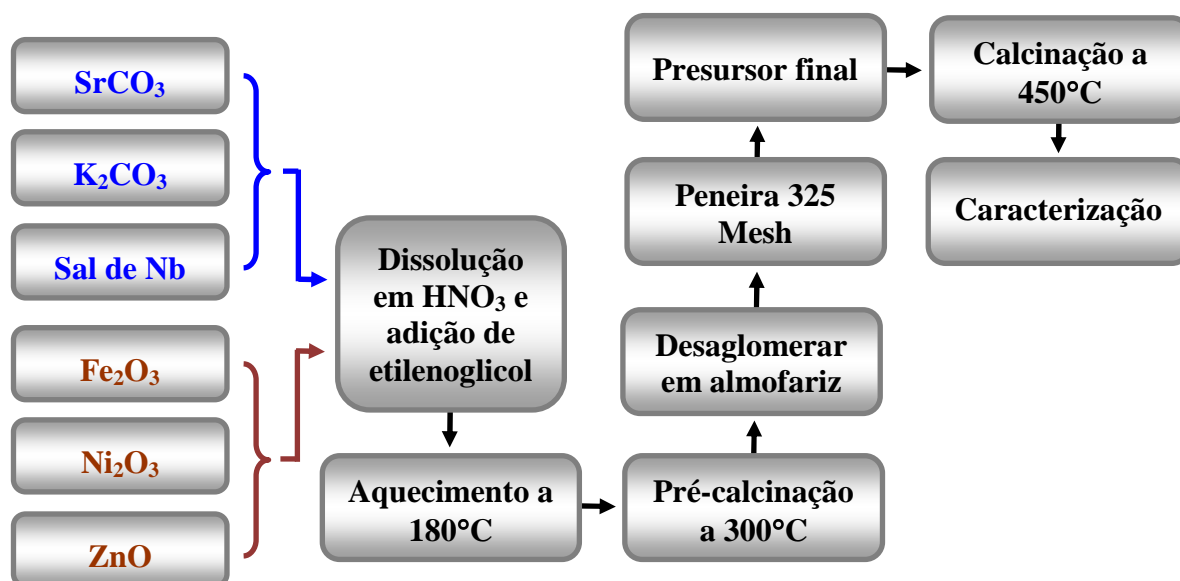 SrCO₃
K₂CO₃
Sal de Nb
Fe₂O₃
Ni₂O₃
ZnO
Dissolução
em HNO₃ e
adição de
etilenoglicol
Aquecimento a
180°C
Pré-calcinação
a 300°C
Desaglomerar
em almofariz
Peneira 325
Mesh
Presursor final
Calcinação a
450°C
Caracterização